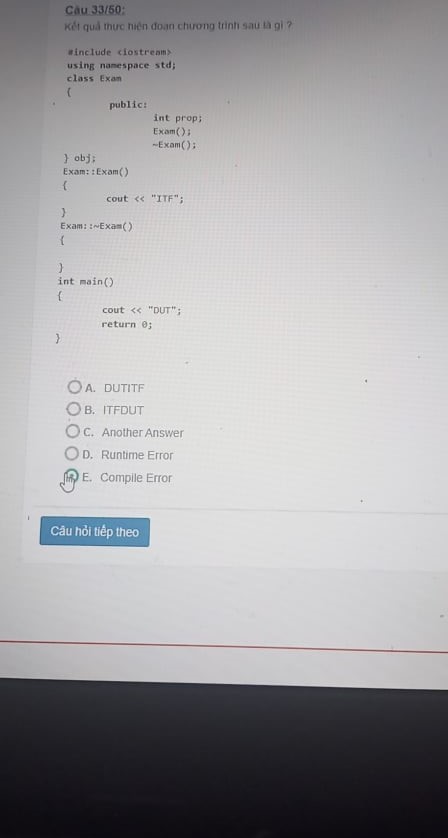 Câu 33/50:
Kết quả thực hiện đoạn chương trình sau là gì ?
#include <iostream>
using namespace std;
class Exam
{
public:
int prop;
Exam();
~Exam();
} obj;
Exam::Exam()
{
cout << "ITF";
}
Exam::~Exam()
{
}
int main()
{
cout << "DUT";
return 0;
}
A. DUTITF
B. ITFDUT
C. Another Answer
D. Runtime Error
E. Compile Error
Câu hỏi tiếp theo